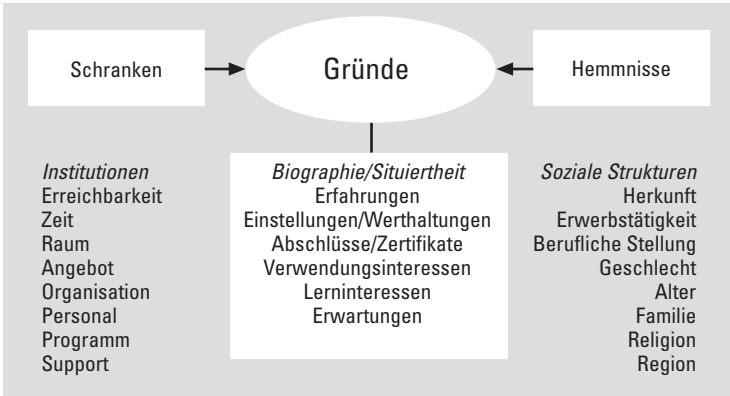 Schranken
Gründe
Hemmnisse
Institutionen
Erreichbarkeit
Zeit
Raum
Angebot
Organisation
Personal
Programm
Support
Biographie/Situiertheit
Erfahrungen
Einstellungen/Werthaltungen
Abschlüsse/Zertifikate
Verwendungsinteressen
Lerninteressen
Erwartungen
Soziale Strukturen
Herkunft
Erwerbstätigkeit
Berufliche Stellung
Geschlecht
Alter
Familie
Religion
Region